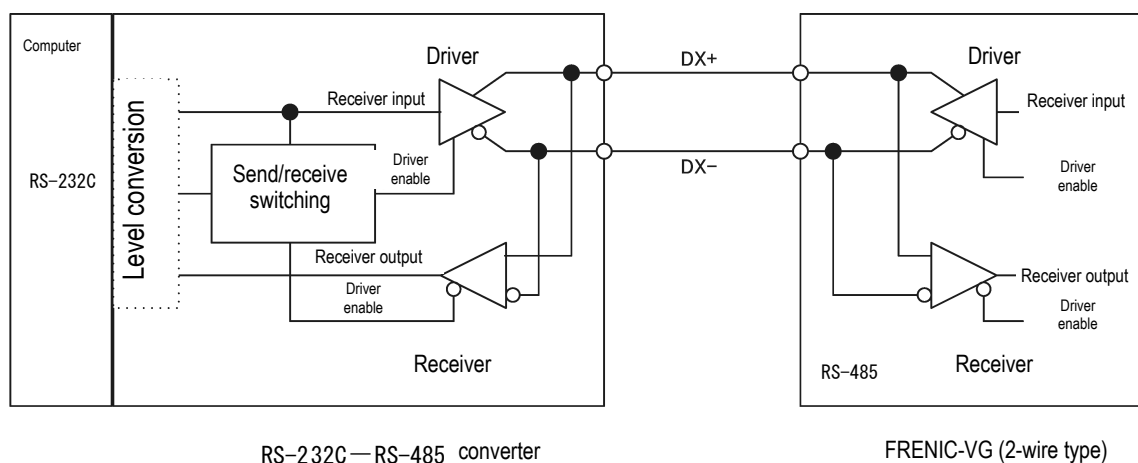 Computer
RS-232C
Level conversion
Send/receive
switching
Receiver input
Driver
Driver
enable
Receiver output
Driver
enable
Receiver
DX+
DX-
Driver
Receiver input
Driver
enable
Receiver output
Driver
enable
Receiver
RS-485
RS-232C-RS-485 converter
FRENIC-VG (2-wire type)